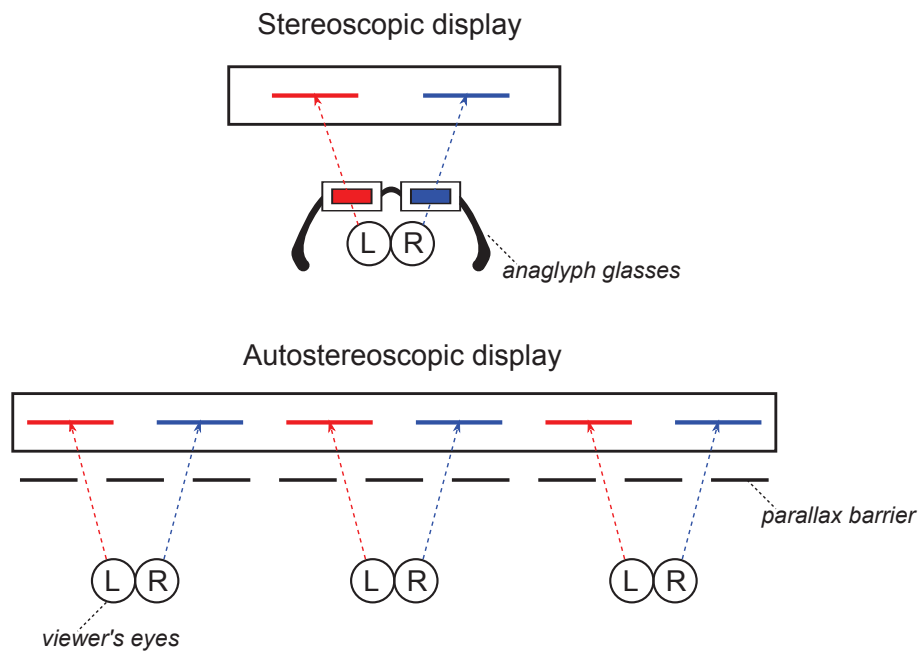 Stereoscopic display
L R
anaglyph glasses
Autostereoscopic display
parallax barrier
L R L R L R
viewer's eyes